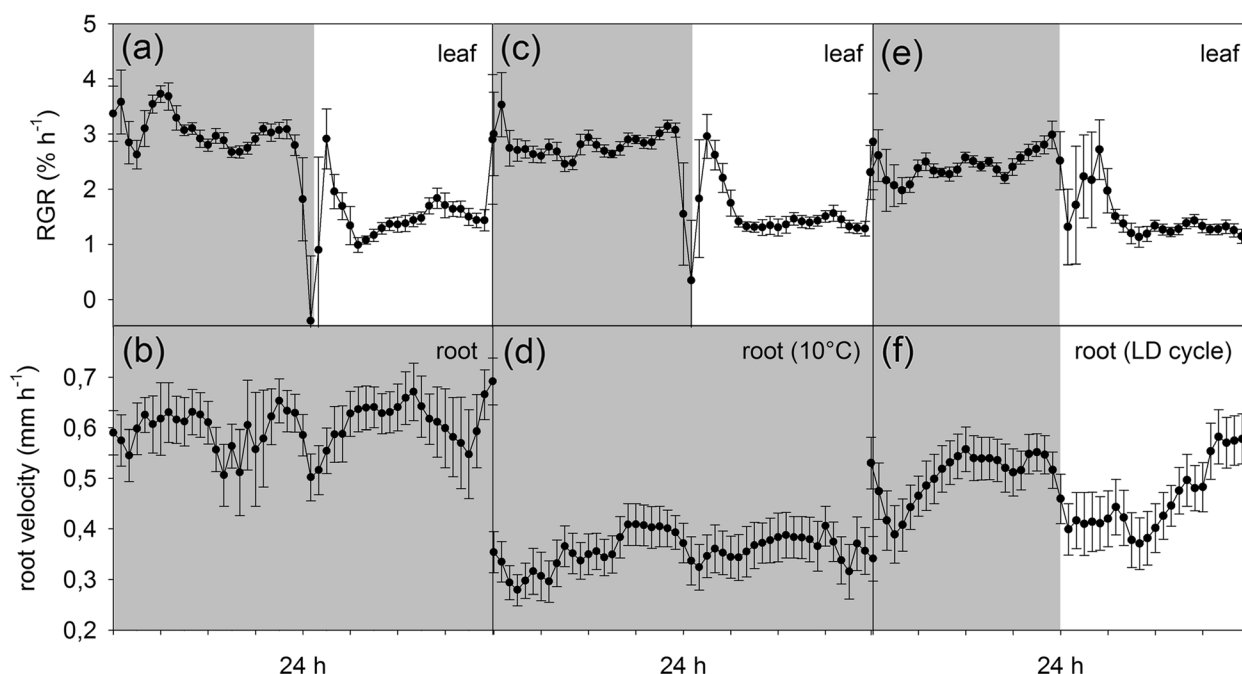 (a) leaf (c) leaf (e) leaf
RGR (% h⁻¹)
5
4
3
2
1
0
(b) root (d) root (10°C) (f) root (LD cycle)
root velocity (mm h⁻¹)
0,7
0,6
0,5
0,4
0,3
0,2
24 h 24 h 24 h